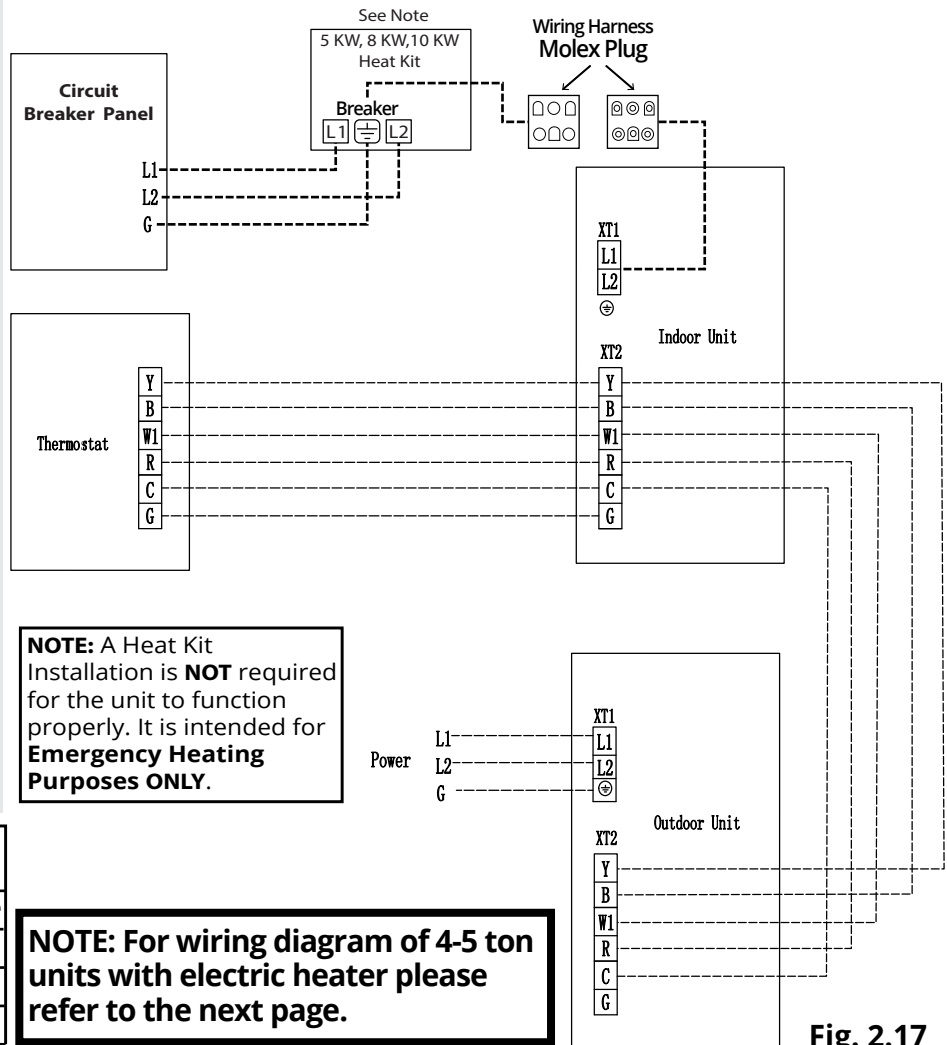 See Note
5 KW, 8 KW,10 KW
Heat Kit
Breaker
L1 L2
Wiring Harness
Molex Plug
Circuit
Breaker Panel
L1
L2
G
XT1
L1
L2
Indoor Unit
XT2
Y
B
W1
R
C
G
Thermostat
Y
B
W1
R
C
G
NOTE: A Heat Kit
Installation is NOT required
for the unit to function
properly. It is intended for
Emergency Heating
Purposes ONLY.
Power
L1
L2
G
XT1
L1
L2
Outdoor Unit
XT2
Y
B
W1
R
C
G
NOTE: For wiring diagram of 4-5 ton
units with electric heater please
refer to the next page.
Fig. 2.17